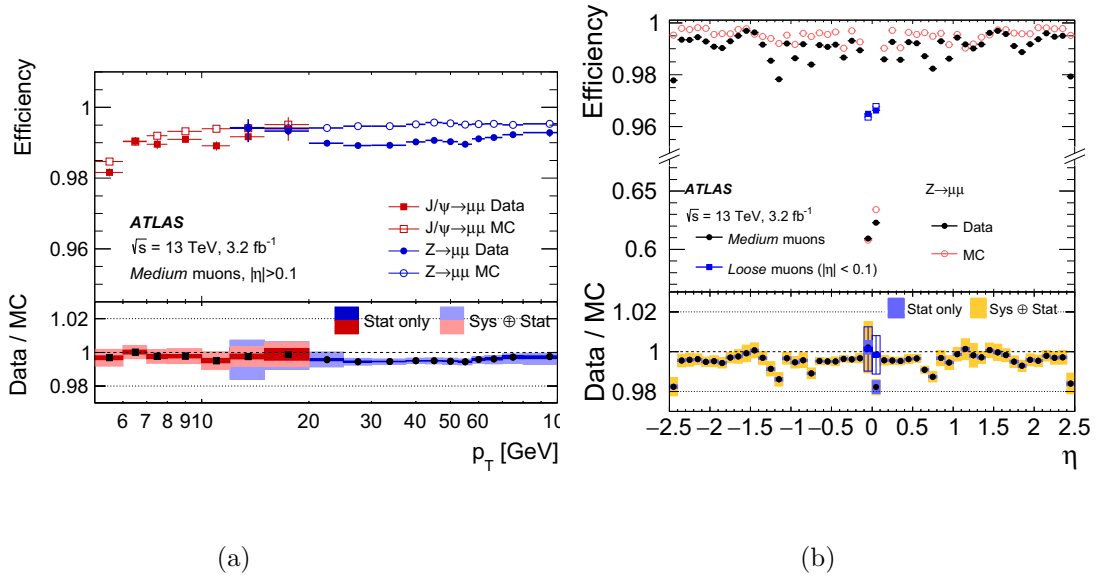 Efficiency
1
0.98
0.96
ATLAS
√s = 13 TeV, 3.2 fb⁻¹
Medium muons, |η|>0.1
J/ψ→μμ Data
J/ψ→μμ MC
Z→μμ Data
Z→μμ MC
Data / MC
1.02
1
0.98
Stat only
Sys ⊕ Stat
6 7 8 9 10 20 30 40 50 60 10
p_T [GeV]
(a)
Efficiency
1
0.98
0.96
0.65
0.6
ATLAS
√s = 13 TeV, 3.2 fb⁻¹
Medium muons
Loose muons (|η| < 0.1)
Z→μμ
Data
MC
Data / MC
1.02
1
0.98
Stat only
Sys ⊕ Stat
−2.5 −2 −1.5 −1 −0.5 0 0.5 1 1.5 2 2.5
η
(b)